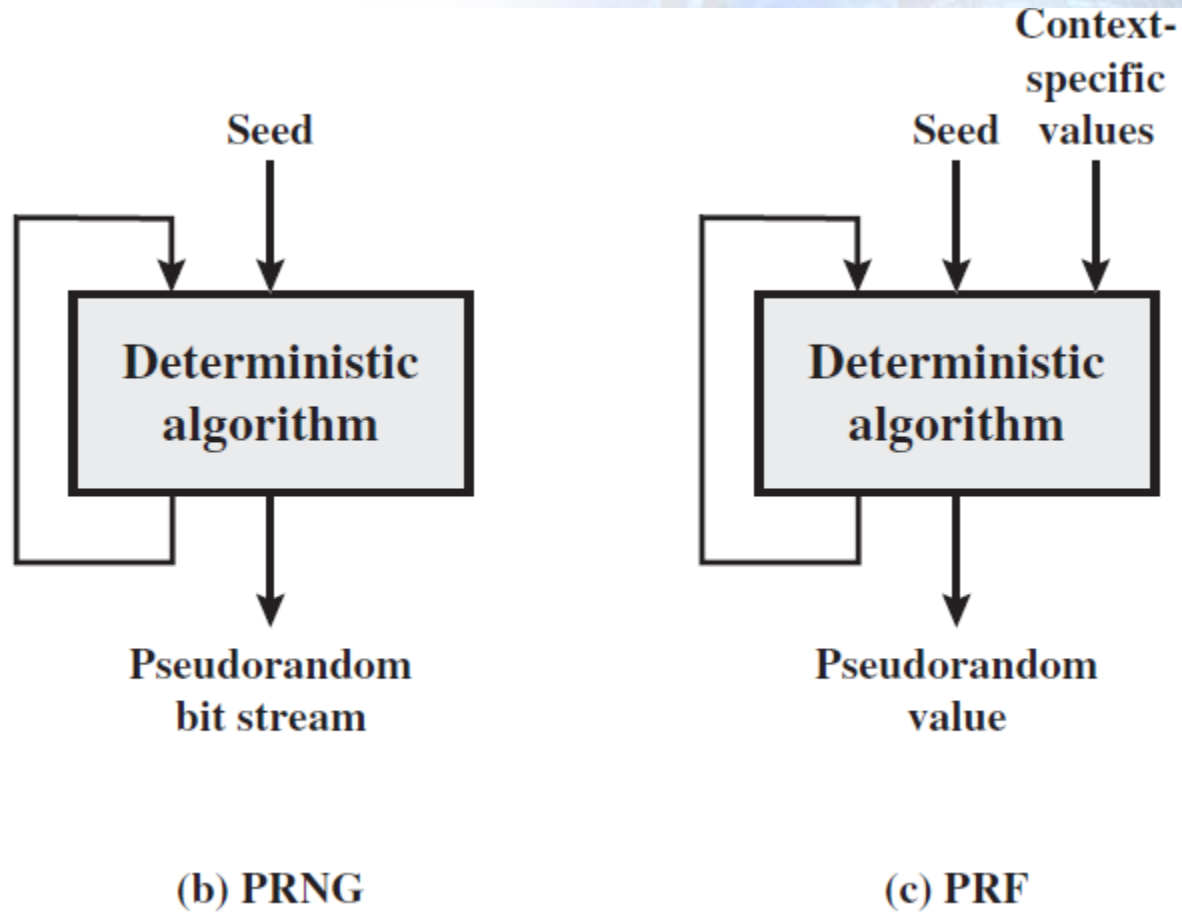 Seed
Deterministic
algorithm
Pseudorandom
bit stream
(b) PRNG
Context-
specific
values
Seed
Deterministic
algorithm
Pseudorandom
value
(c) PRF